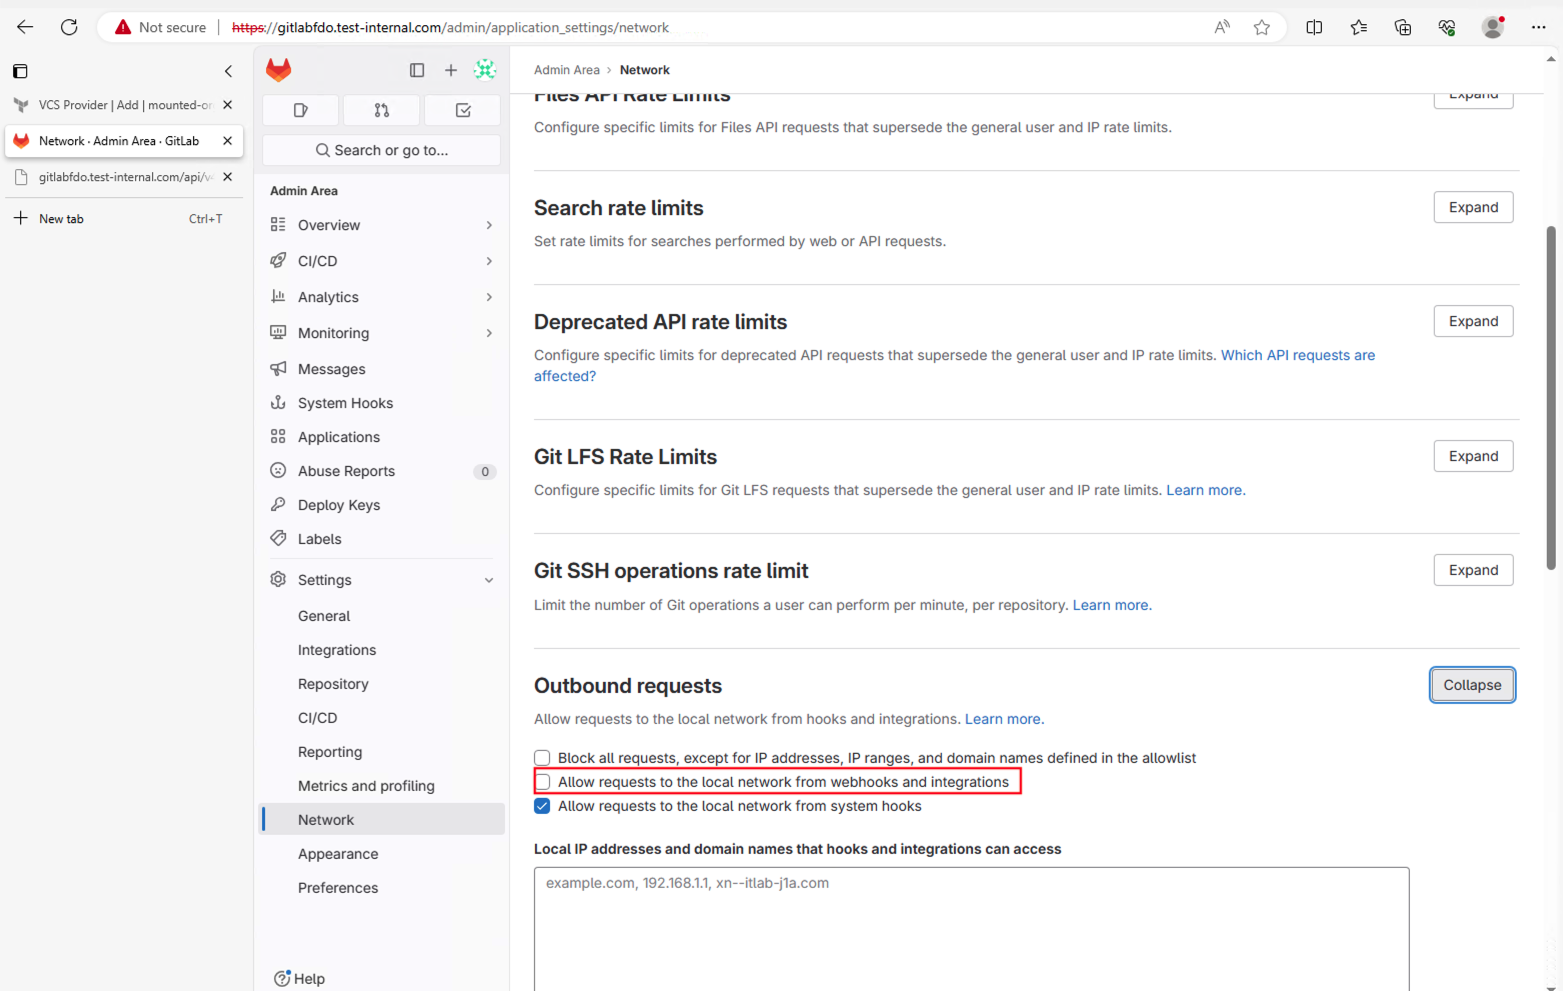 Not secure
https://gitlabfdo.test-internal.com/admin/application_settings/network
VCS Provider | Add | mounted-or
Network · Admin Area · GitLab
gitlabfdo.test-internal.com/api/v4
New tab Ctrl+T
Search or go to...
Admin Area
Overview
CI/CD
Analytics
Monitoring
Messages
System Hooks
Applications
Abuse Reports 0
Deploy Keys
Labels
Settings
General
Integrations
Repository
CI/CD
Reporting
Metrics and profiling
Network
Appearance
Preferences
Help
Admin Area › Network
Files API Rate Limits
Expand
Configure specific limits for Files API requests that supersede the general user and IP rate limits.
Search rate limits
Expand
Set rate limits for searches performed by web or API requests.
Deprecated API rate limits
Expand
Configure specific limits for deprecated API requests that supersede the general user and IP rate limits. Which API requests are
affected?
Git LFS Rate Limits
Expand
Configure specific limits for Git LFS requests that supersede the general user and IP rate limits. Learn more.
Git SSH operations rate limit
Expand
Limit the number of Git operations a user can perform per minute, per repository. Learn more.
Outbound requests
Collapse
Allow requests to the local network from hooks and integrations. Learn more.
Block all requests, except for IP addresses, IP ranges, and domain names defined in the allowlist
Allow requests to the local network from webhooks and integrations
Allow requests to the local network from system hooks
Local IP addresses and domain names that hooks and integrations can access
example.com, 192.168.1.1, xn--itlab-j1a.com